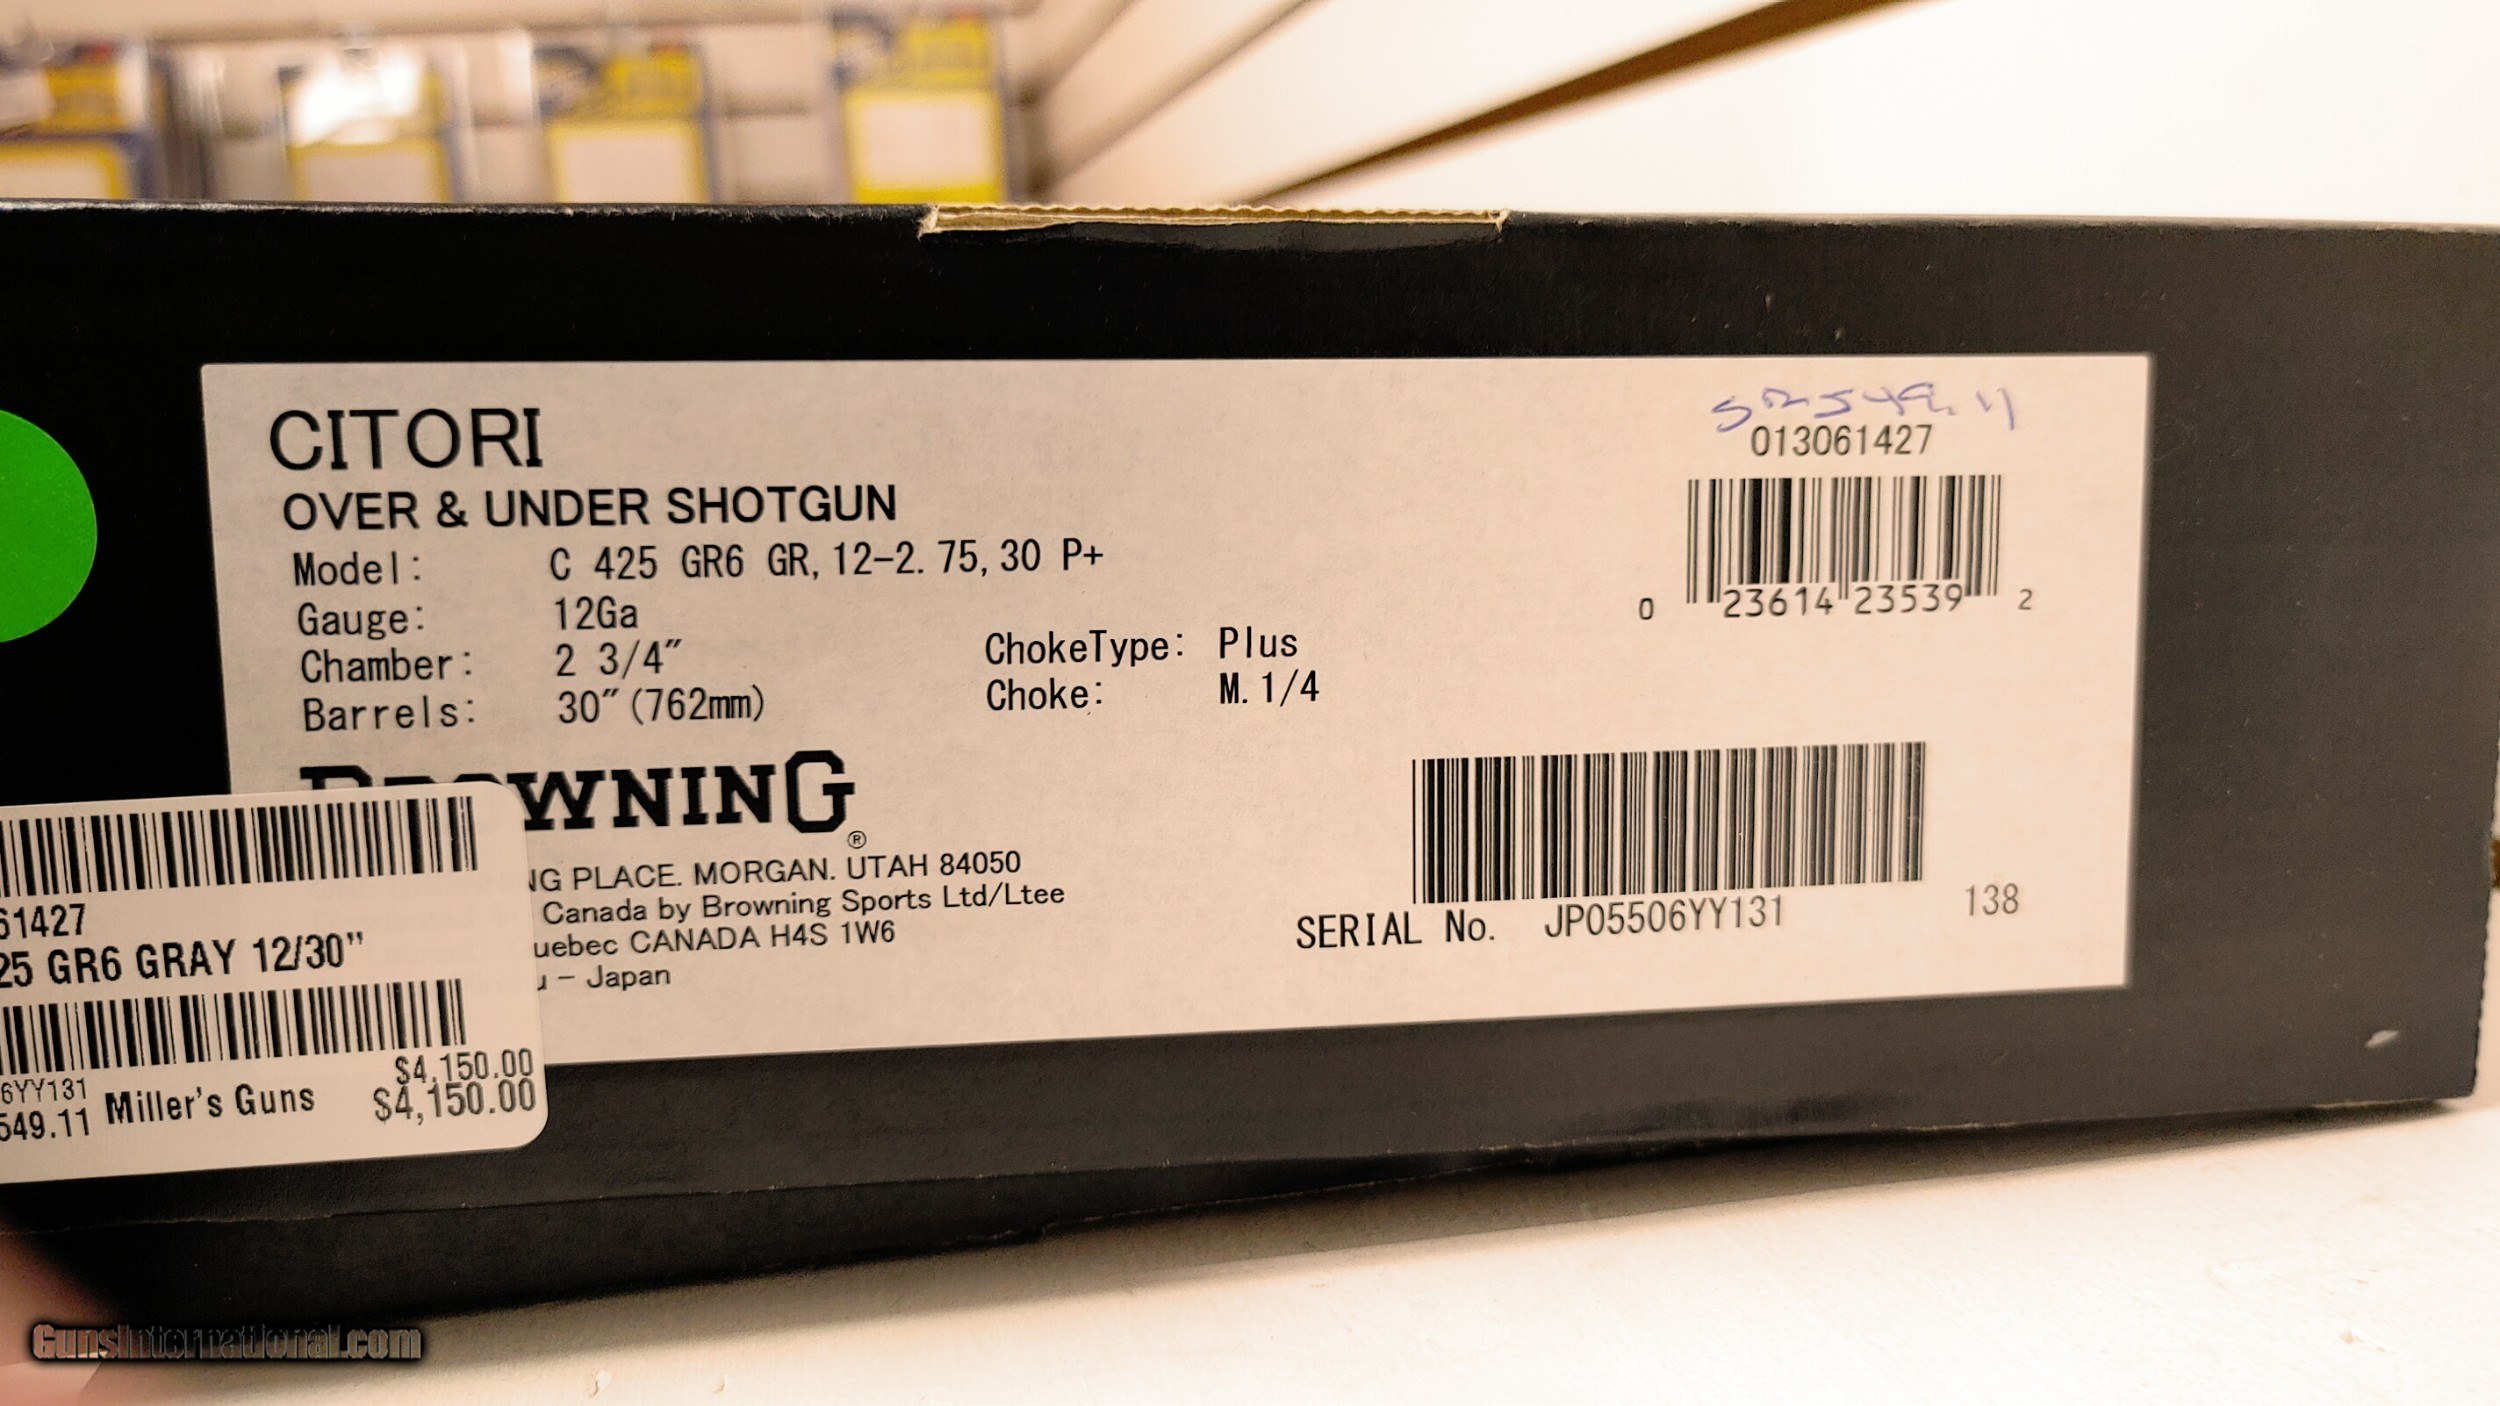 CITORI
OVER & UNDER SHOTGUN
Model: C 425 GR6 GR, 12-2.75, 30 P+
Gauge: 12Ga
Chamber: 2 3/4"
Barrels: 30"(762mm)
ChokeType: Plus
Choke: M. 1/4
549.11
013061427
0 23614 23539 2
BROWNING®
NG PLACE. MORGAN. UTAH 84050
Canada by Browning Sports Ltd/Ltee
uebec CANADA H4S 1W6
u - Japan
SERIAL No. JP05506YY131
138
61427
25 GR6 GRAY 12/30"
6YY131
549.11
Miller's Guns
$4,150.00
$4,150.00
GunsInternational.com